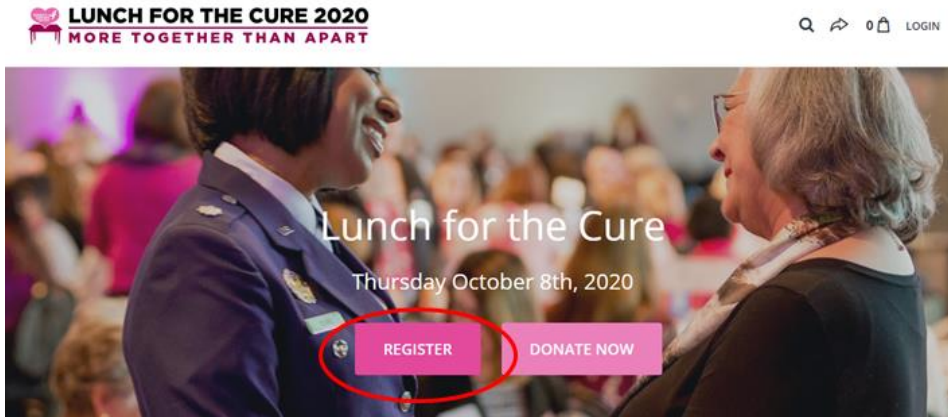 LUNCH FOR THE CURE 2020
MORE TOGETHER THAN APART
0 LOGIN
Lunch for the Cure
Thursday October 8th, 2020
REGISTER
DONATE NOW